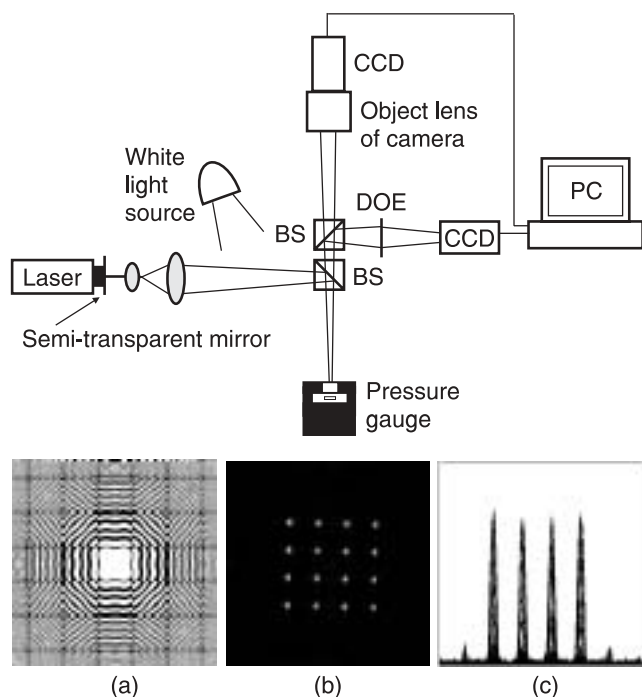 CCD
Object lens
of camera
White
light
source
DOE
PC
BS
CCD
Laser
BS
Semi-transparent mirror
Pressure
gauge
(a)
(b)
(c)